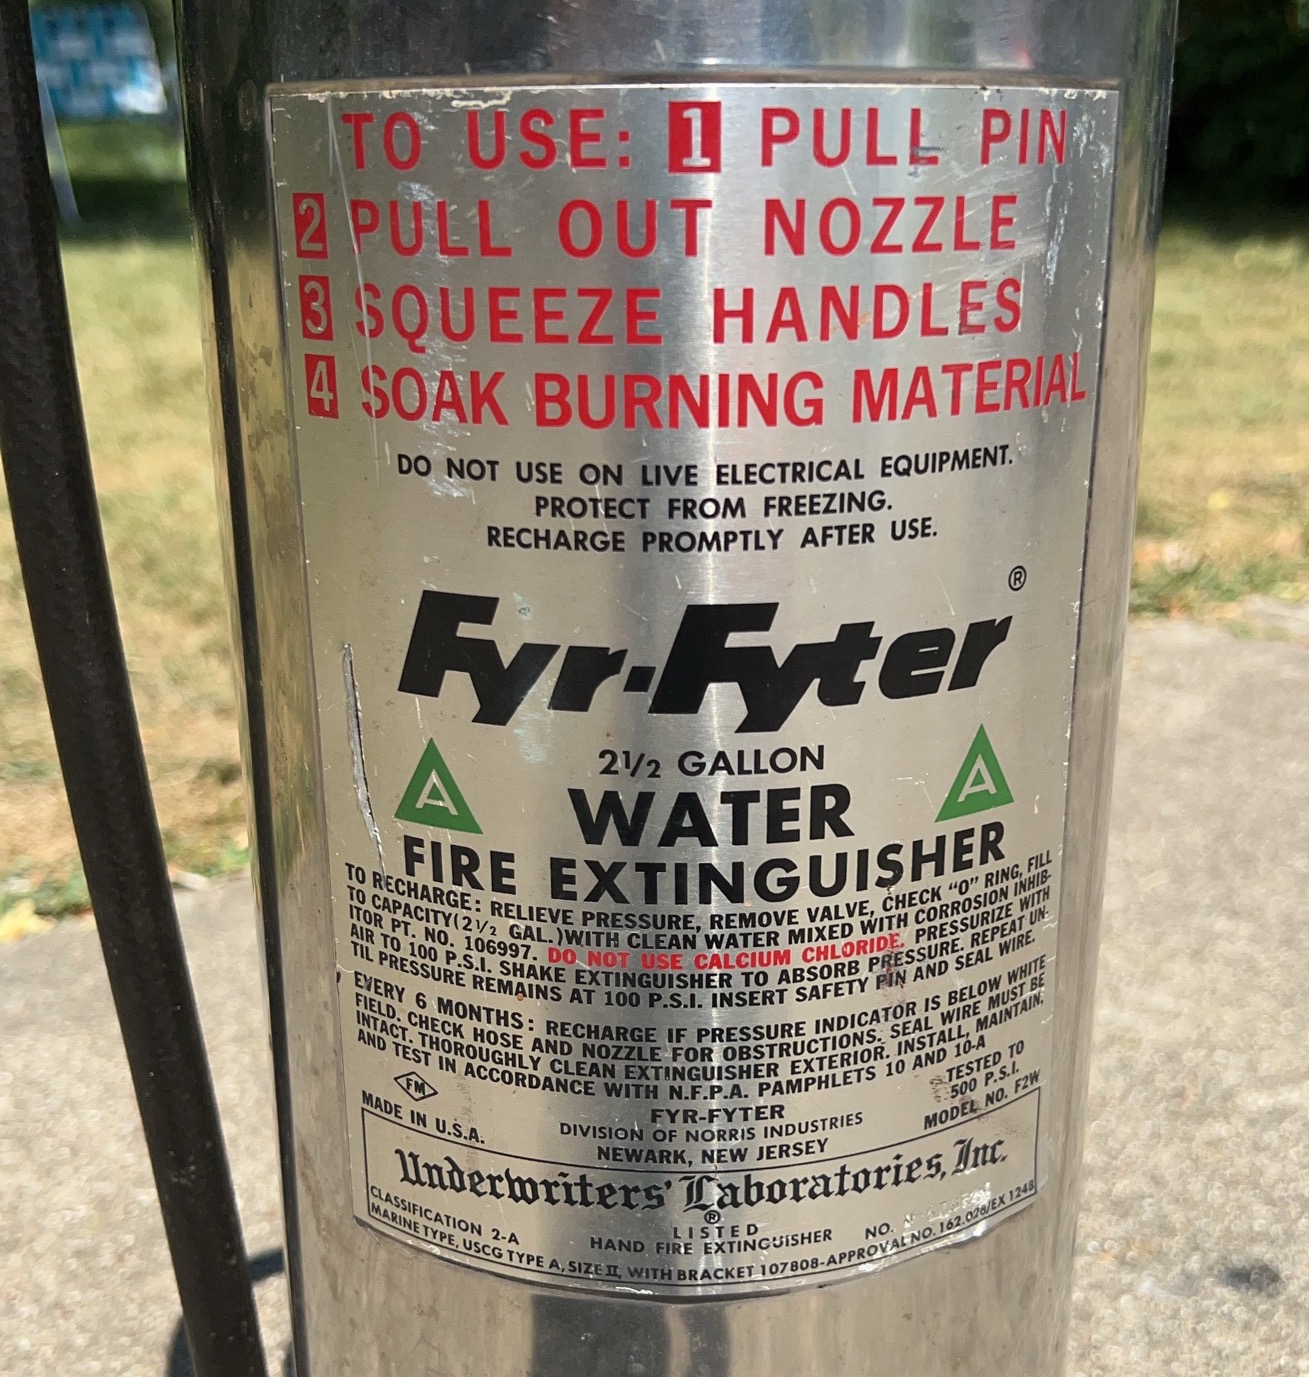 TO USE: 1 PULL PIN
2 PULL OUT NOZZLE
3 SQUEEZE HANDLES
4 SOAK BURNING MATERIAL
DO NOT USE ON LIVE ELECTRICAL EQUIPMENT.
PROTECT FROM FREEZING.
RECHARGE PROMPTLY AFTER USE.
Fyr-Fyter ®
2½ GALLON
A WATER A
FIRE EXTINGUISHER
TO RECHARGE: RELIEVE PRESSURE, REMOVE VALVE, CHECK "O" RING, FILL
TO CAPACITY (2½ GAL.) WITH CLEAN WATER MIXED WITH CORROSION INHIB-
ITOR PT. NO. 106997. DO NOT USE CALCIUM CHLORIDE. PRESSURIZE WITH
AIR TO 100 P.S.I. SHAKE EXTINGUISHER TO ABSORB PRESSURE. REPEAT UN-
TIL PRESSURE REMAINS AT 100 P.S.I. INSERT SAFETY PIN AND SEAL WIRE.
EVERY 6 MONTHS: RECHARGE IF PRESSURE INDICATOR IS BELOW WHITE
FIELD. CHECK HOSE AND NOZZLE FOR OBSTRUCTIONS. SEAL WIRE MUST BE
INTACT. THOROUGHLY CLEAN EXTINGUISHER EXTERIOR. INSTALL, MAINTAIN,
AND TEST IN ACCORDANCE WITH N.F.P.A. PAMPHLETS 10 AND 10-A
FM
TESTED TO
500 P.S.I.
MADE IN U.S.A.
FYR-FYTER
MODEL NO. F2W
DIVISION OF NORRIS INDUSTRIES
NEWARK, NEW JERSEY
Underwriters' Laboratories, Inc.
®
CLASSIFICATION 2-A
LISTED
HAND FIRE EXTINGUISHER NO.
MARINE TYPE, USCG TYPE A, SIZE II, WITH BRACKET 107808-APPROVAL NO. 162.028/EX 1248